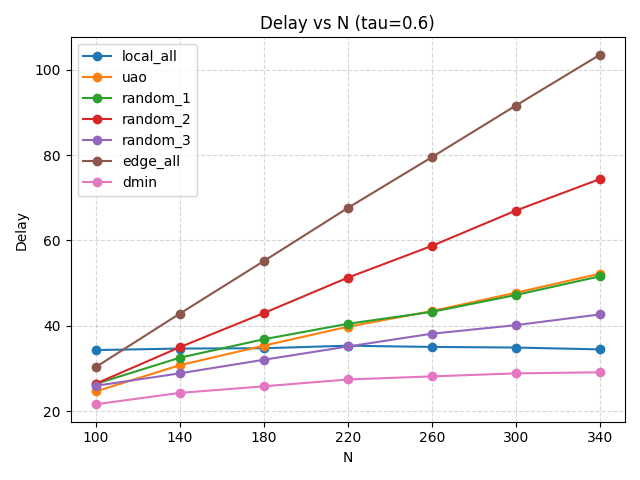 Delay vs N (tau=0.6)
local_all
uao
random_1
random_2
random_3
edge_all
dmin
Delay
100
80
60
40
20
100 140 180 220 260 300 340
N